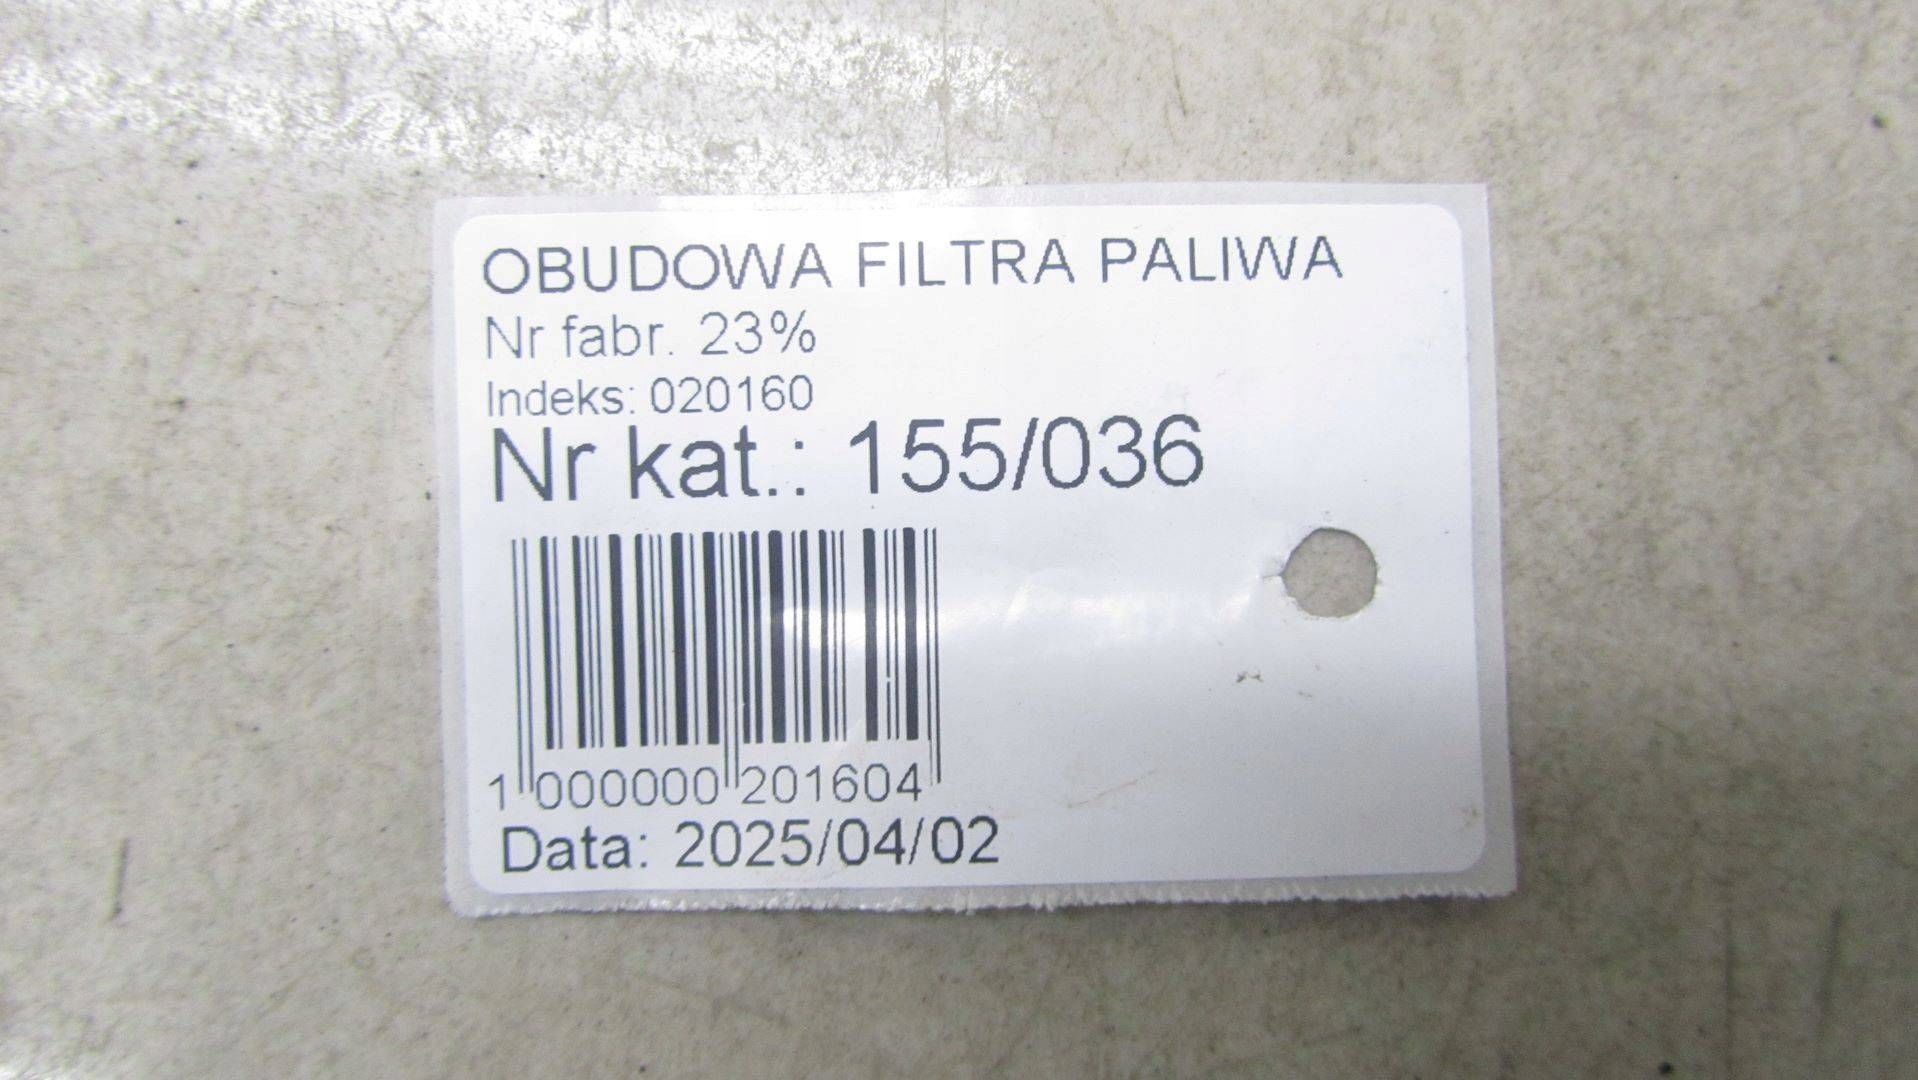 OBUDOWA FILTRA PALIWA
Nr fabr. 23%
Indeks: 020160
Nr kat.: 155/036
1 000000 201604
Data: 2025/04/02